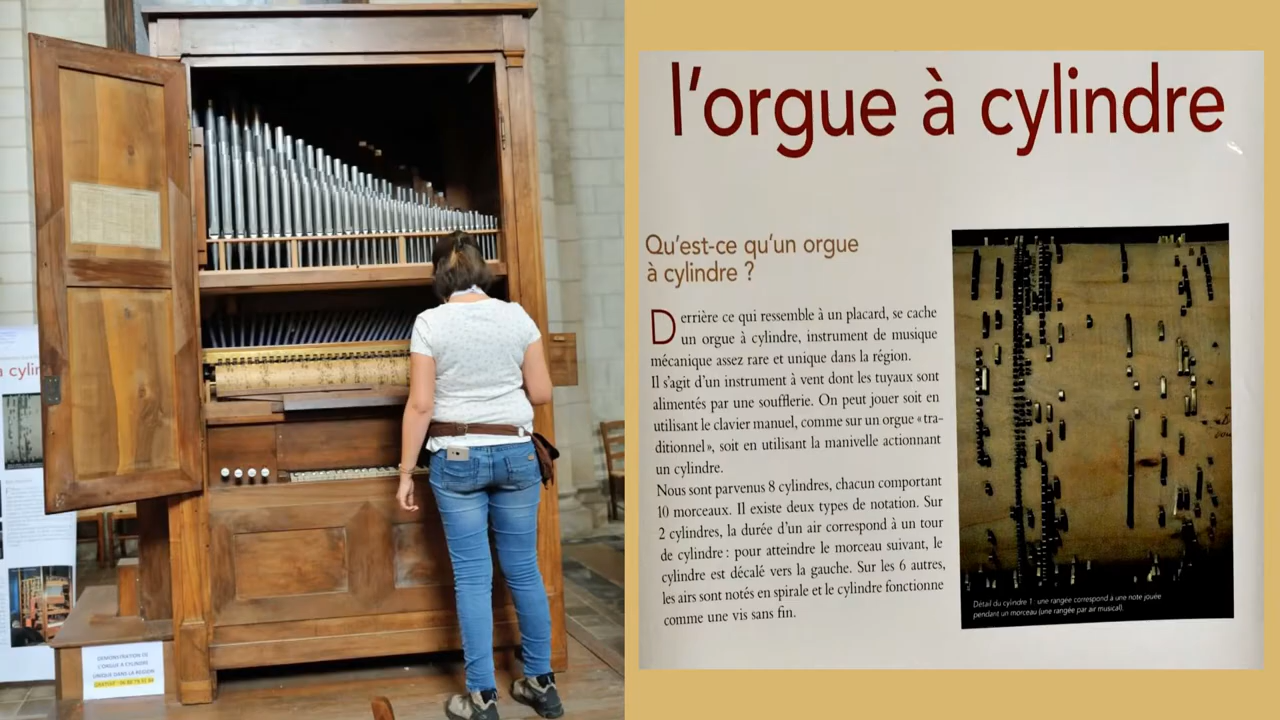 DEMONSTRATION DE
L'ORGUE À CYLINDRE
UNIQUE DANS LA REGION
l'orgue à cylindre
Qu'est-ce qu'un orgue
à cylindre ?
Derrière ce qui ressemble à un placard, se cache
un orgue à cylindre, instrument de musique
mécanique assez rare et unique dans la région.
Il s'agit d'un instrument à vent dont les tuyaux sont
alimentés par une soufflerie. On peut jouer soit en
utilisant le clavier manuel, comme sur un orgue « tra-
ditionnel », soit en utilisant la manivelle actionnant
un cylindre.
Nous sont parvenus 8 cylindres, chacun comportant
10 morceaux. Il existe deux types de notation. Sur
2 cylindres, la durée d'un air correspond à un tour
de cylindre : pour atteindre le morceau suivant, le
cylindre est décalé vers la gauche. Sur les 6 autres,
les airs sont notés en spirale et le cylindre fonctionne
comme une vis sans fin.
Détail du cylindre 1 : une rangée correspond à une note jouée
pendant un morceau (une rangée par air musical).